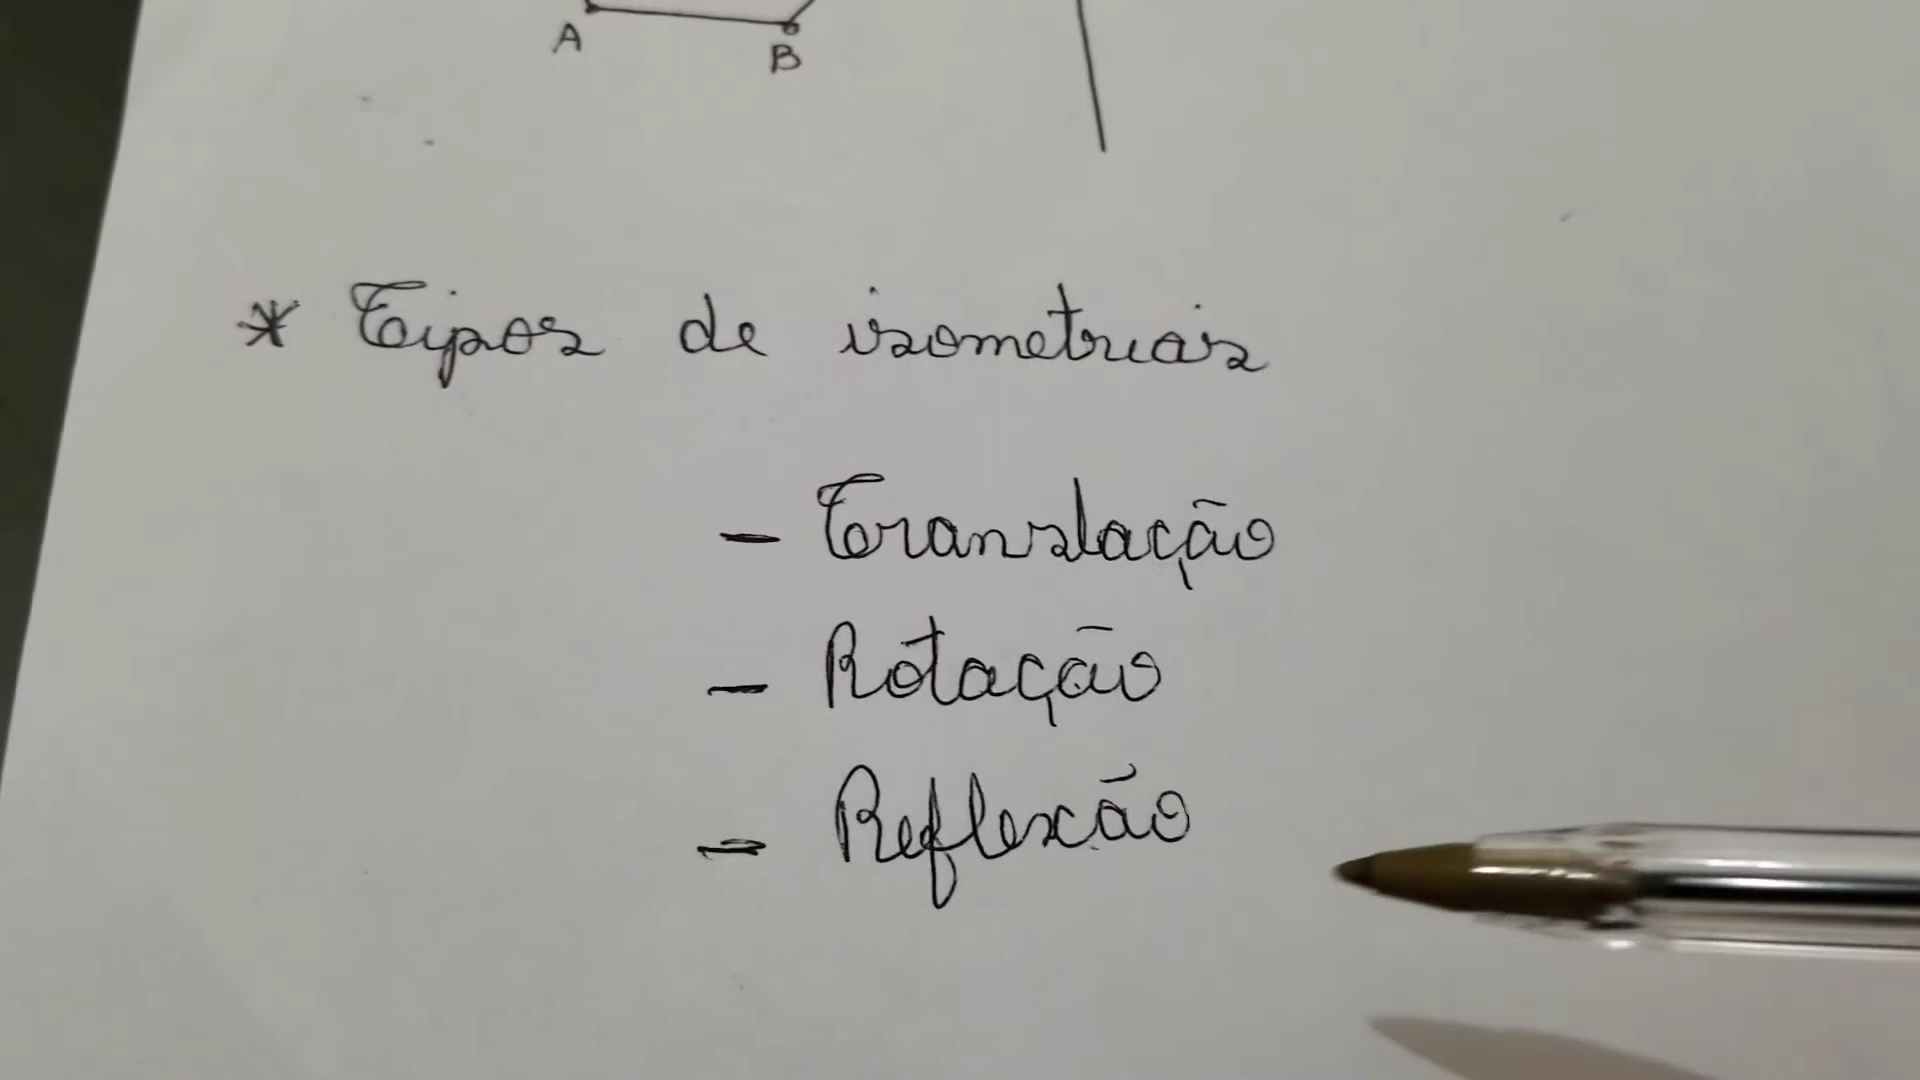 A
B
* Tipos de isometrias
- Translação
- Rotação
- Reflexão